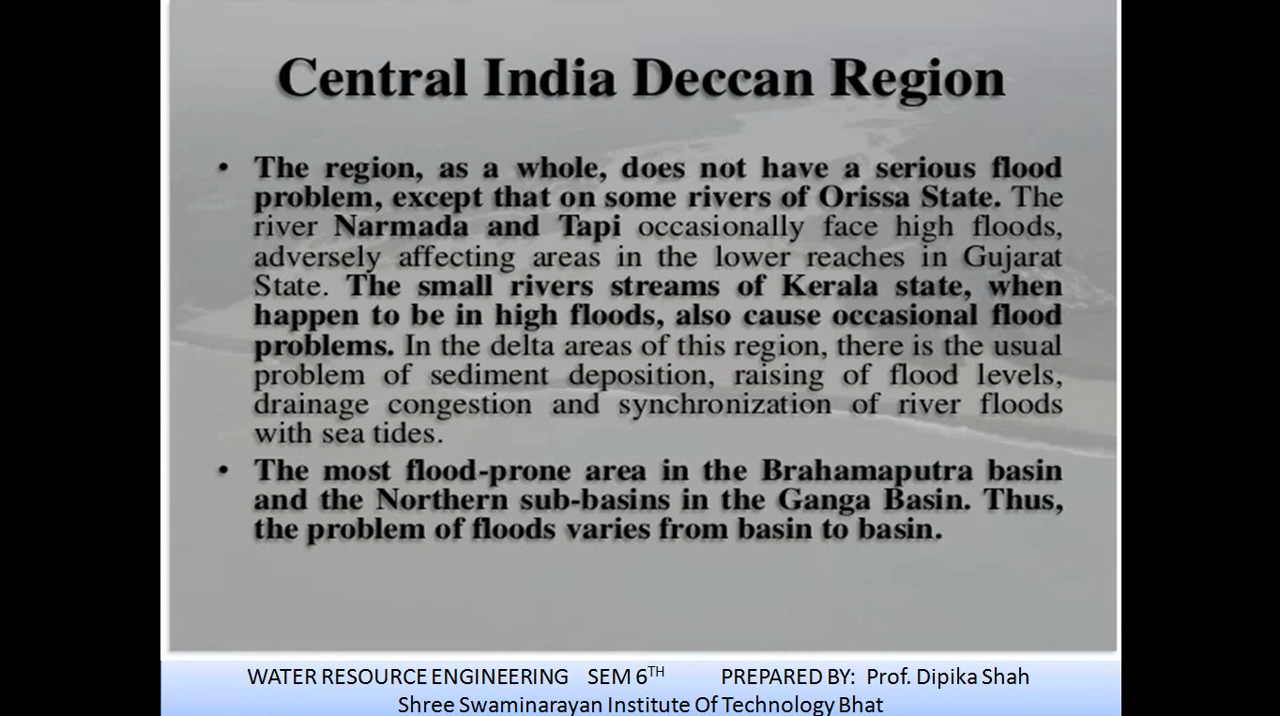 Central India Deccan Region
• The region, as a whole, does not have a serious flood
problem, except that on some rivers of Orissa State. The
river Narmada and Tapi occasionally face high floods,
adversely affecting areas in the lower reaches in Gujarat
State. The small rivers streams of Kerala state, when
happen to be in high floods, also cause occasional flood
problems. In the delta areas of this region, there is the usual
problem of sediment deposition, raising of flood levels,
drainage congestion and synchronization of river floods
with sea tides.
• The most flood-prone area in the Brahamaputra basin
and the Northern sub-basins in the Ganga Basin. Thus,
the problem of floods varies from basin to basin.
WATER RESOURCE ENGINEERING SEM 6TH PREPARED BY: Prof. Dipika Shah
Shree Swaminarayan Institute Of Technology Bhat